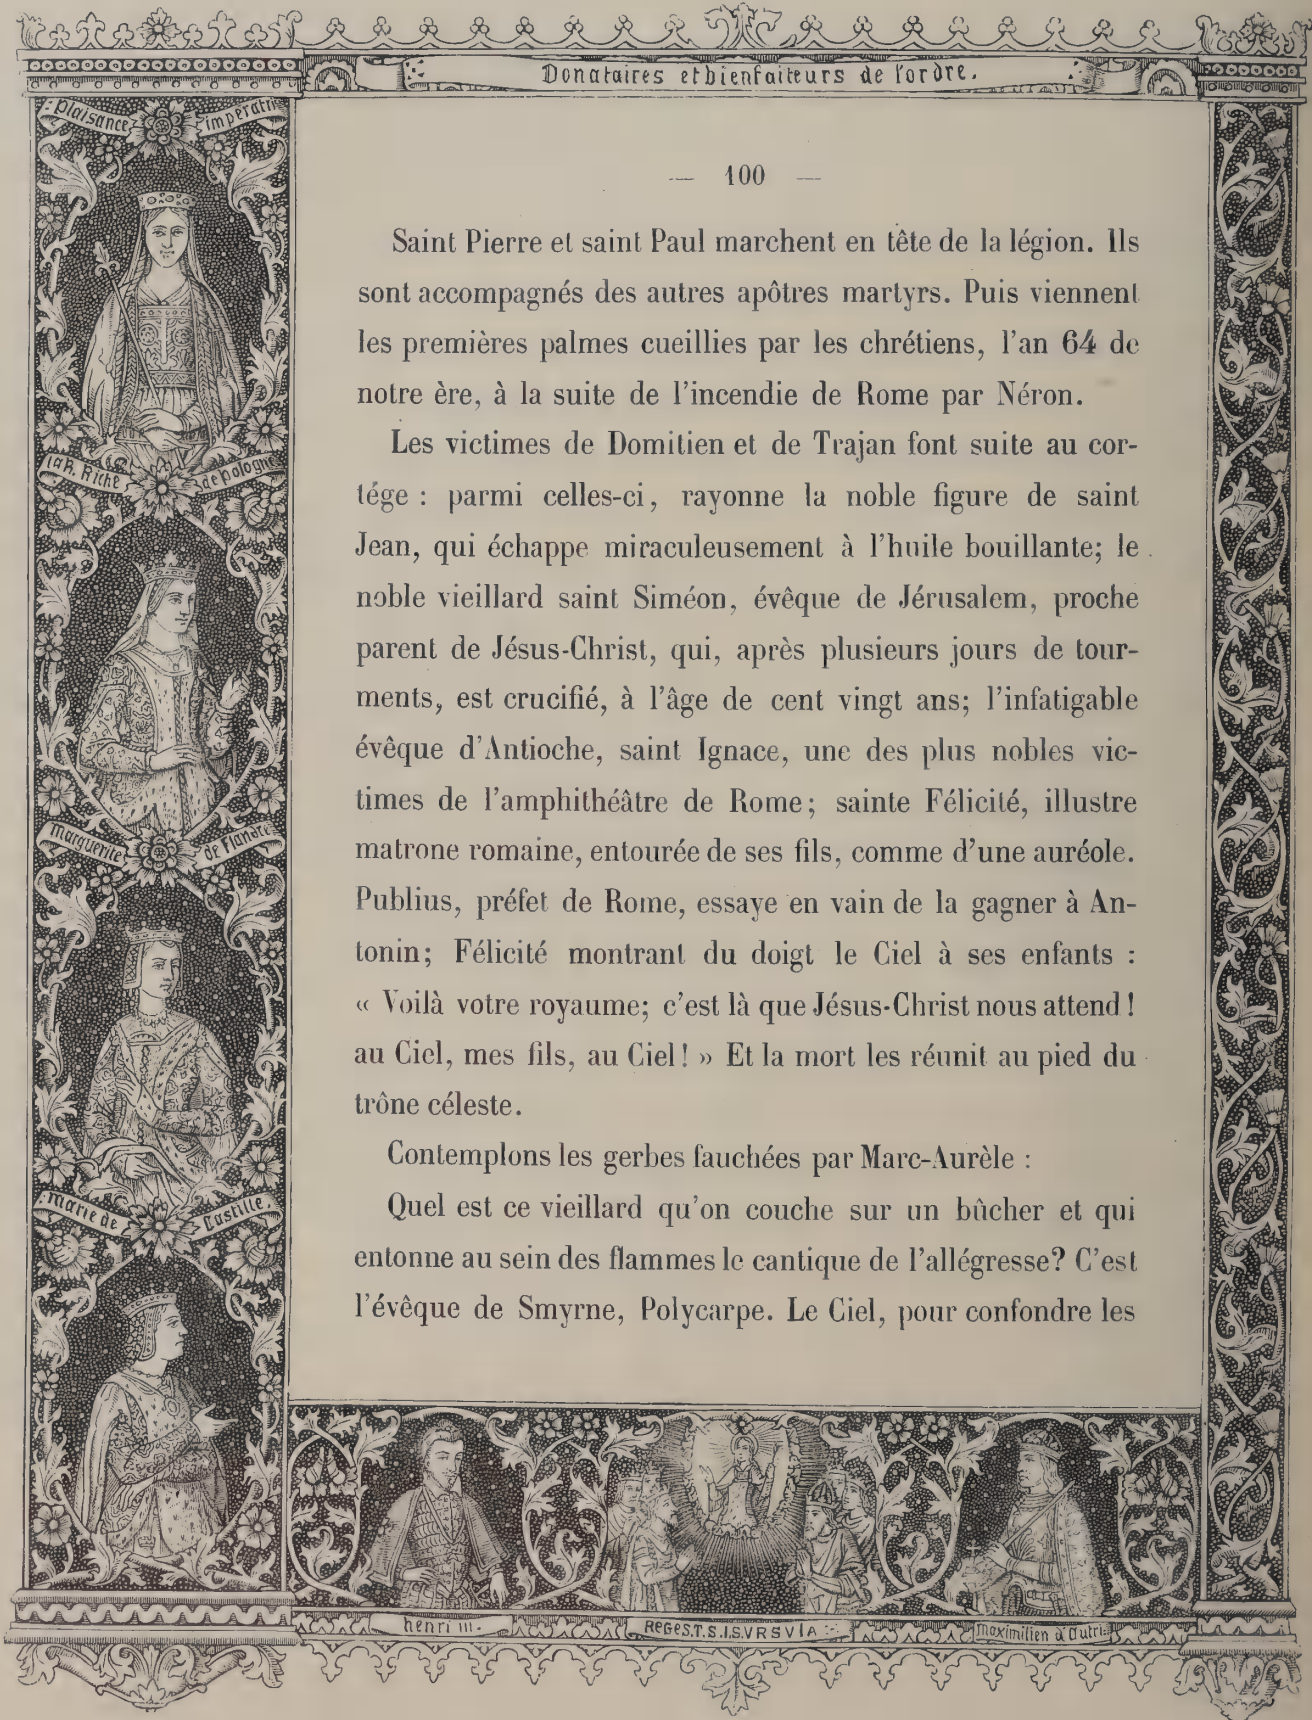 Donataires et bienfaiteurs de l'ordre.
Plaisance impératri
— 100 —
Saint Pierre et saint Paul marchent en tête de la légion. Ils
sont accompagnés des autres apôtres martyrs. Puis viennent
les premières palmes cueillies par les chrétiens, l'an 64 de
notre ère, à la suite de l'incendie de Rome par Néron.
Les victimes de Domitien et de Trajan font suite au cor-
tége : parmi celles-ci, rayonne la noble figure de saint
Jean, qui échappe miraculeusement à l'huile bouillante; le
noble vieillard saint Siméon, évêque de Jérusalem, proche
parent de Jésus-Christ, qui, après plusieurs jours de tour-
ments, est crucifié, à l'âge de cent vingt ans; l'infatigable
évêque d'Antioche, saint Ignace, une des plus nobles vic-
times de l'amphithéâtre de Rome; sainte Félicité, illustre
matrone romaine, entourée de ses fils, comme d'une auréole.
Publius, préfet de Rome, essaye en vain de la gagner à An-
tonin; Félicité montrant du doigt le Ciel à ses enfants :
« Voilà votre royaume; c'est là que Jésus-Christ nous attend !
au Ciel, mes fils, au Ciel ! » Et la mort les réunit au pied du
trône céleste.
Contemplons les gerbes fauchées par Marc-Aurèle :
Quel est ce vieillard qu'on couche sur un bûcher et qui
entonne au sein des flammes le cantique de l'allégresse? C'est
l'évêque de Smyrne, Polycarpe. Le Ciel, pour confondre les
la R. Riche de pologne
Marguerite de flandre
marie de Castille.
henri III.
REGES.T.S.I.S.VRSVIA
maximilien d'Autri